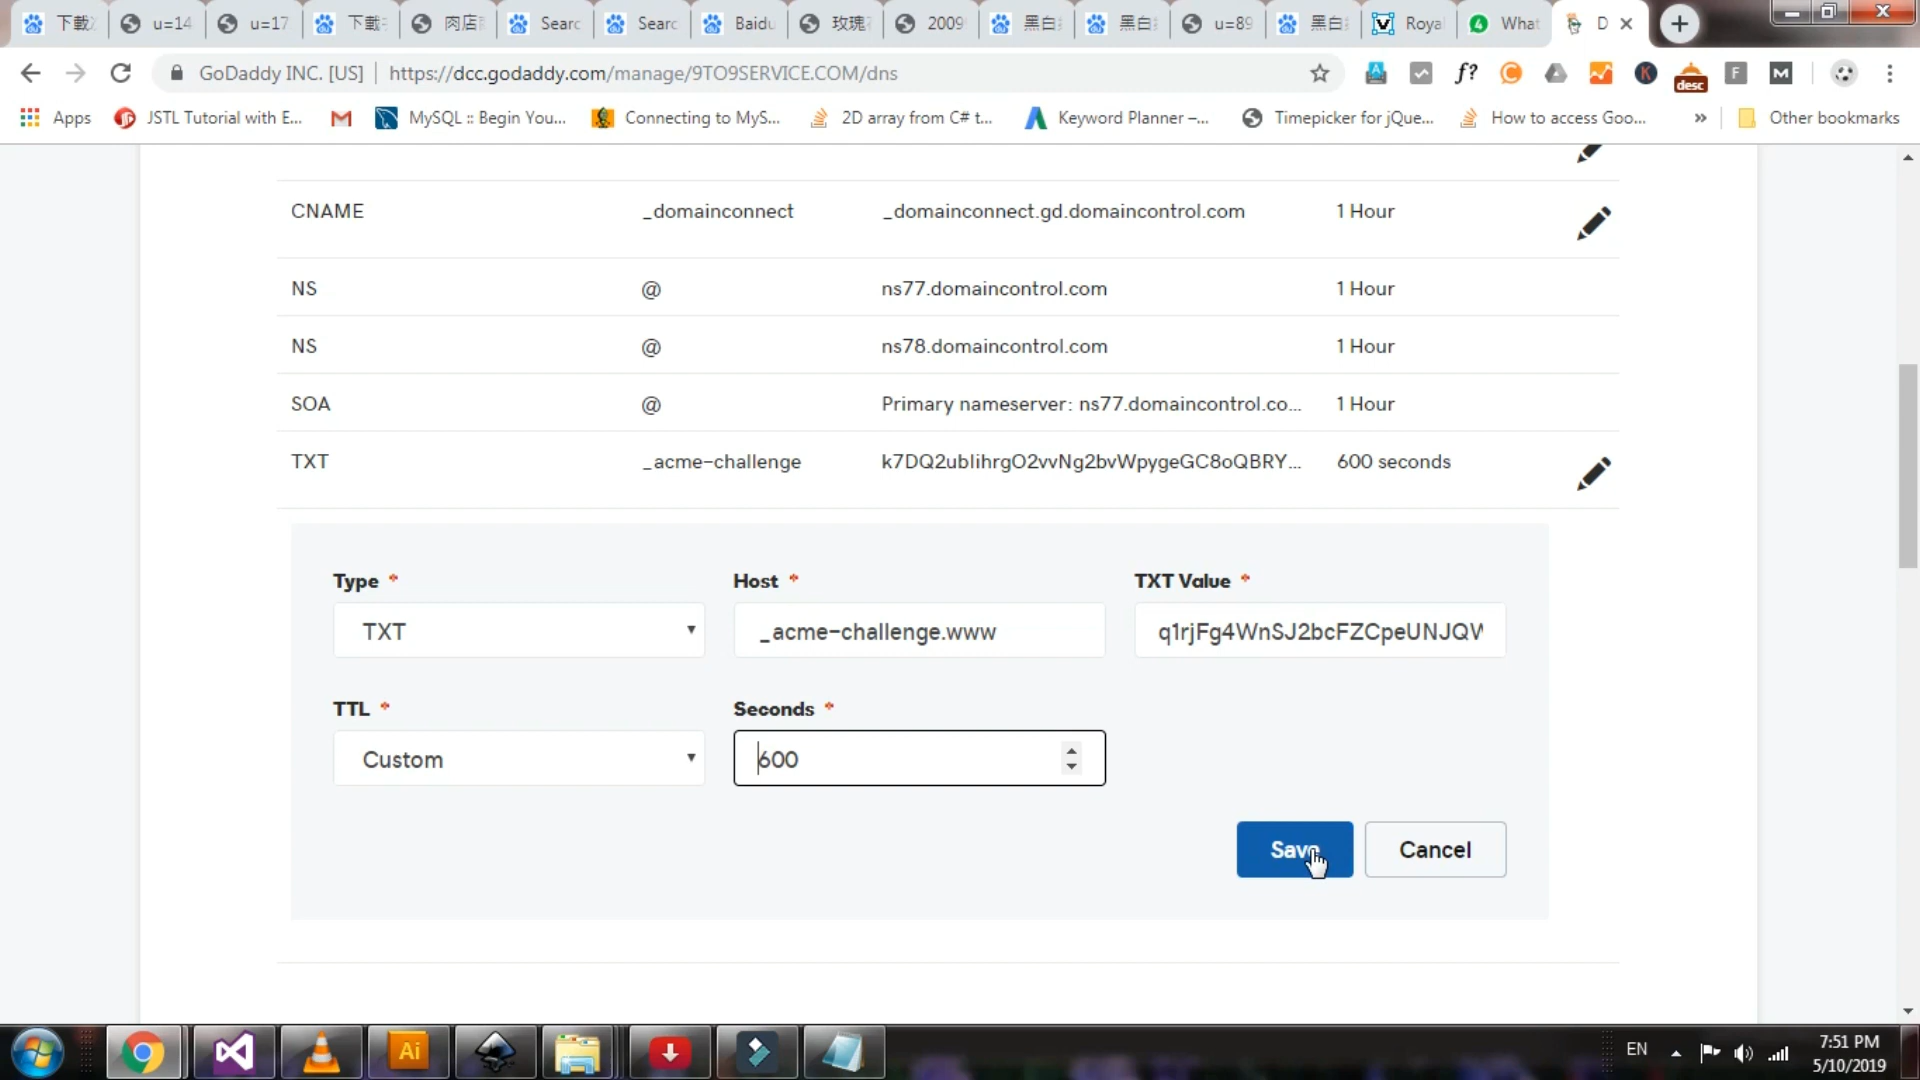 下載 u=14 u=17 下載 肉店 Searc Searc Baidu 玫瑰 2009 黑白 黑白 u=89 黑白 Roya What D
GoDaddy INC. [US] https://dcc.godaddy.com/manage/9TO9SERVICE.COM/dns f? desc F M
Apps JSTL Tutorial with E... MySQL :: Begin You... Connecting to MyS... 2D array from C# t... Keyword Planner –... Timepicker for jQue... How to access Goo... » Other bookmarks
CNAME _domainconnect _domainconnect.gd.domaincontrol.com 1 Hour
NS @ ns77.domaincontrol.com 1 Hour
NS @ ns78.domaincontrol.com 1 Hour
SOA @ Primary nameserver: ns77.domaincontrol.co... 1 Hour
TXT _acme-challenge k7DQ2ublihrgO2vvNg2bvWpygeGC8oQBRY... 600 seconds
Type * Host * TXT Value *
TXT _acme-challenge.www q1rjFg4WnSJ2bcFZCpeUNJQW
TTL * Seconds *
Custom 600
Save Cancel
Ai EN 7:51 PM
5/10/2019